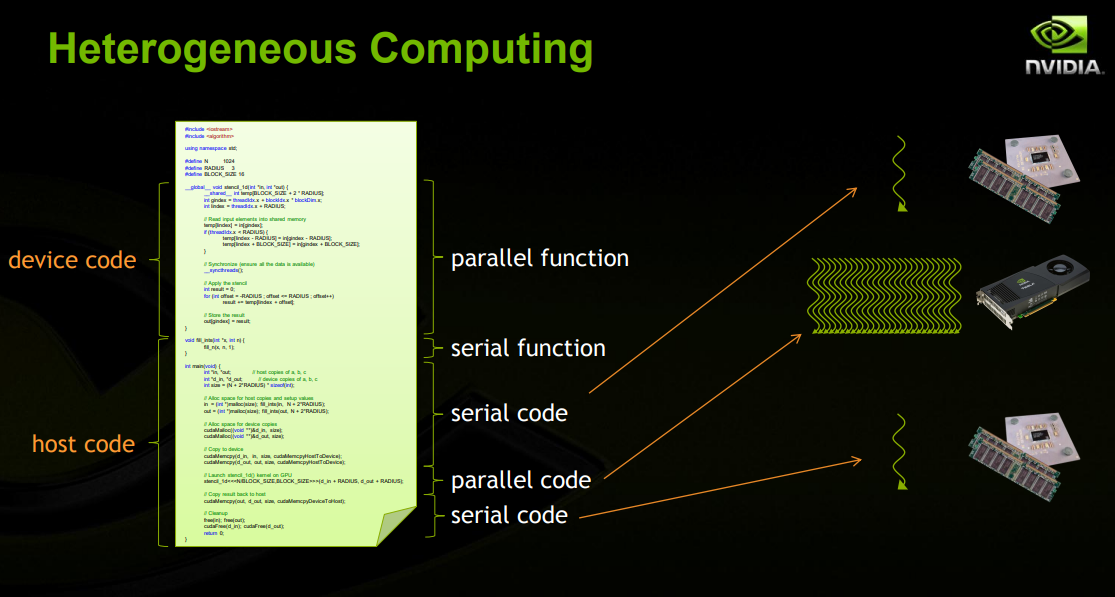 Heterogeneous Computing
NVIDIA.
#include <iostream>
#include <algorithm>
using namespace std;
#define N 1024
#define RADIUS 3
#define BLOCK_SIZE 16
__global__ void stencil_1d(int *in, int *out) {
__shared__ int temp[BLOCK_SIZE + 2 * RADIUS];
int gindex = threadIdx.x + blockIdx.x * blockDim.x;
int lindex = threadIdx.x + RADIUS;
// Read input elements into shared memory
temp[lindex] = in[gindex];
if (threadIdx.x < RADIUS) {
temp[lindex - RADIUS] = in[gindex - RADIUS];
temp[lindex + BLOCK_SIZE] = in[gindex + BLOCK_SIZE];
}
// Synchronize (ensure all the data is available)
__syncthreads();
// Apply the stencil
int result = 0;
for (int offset = -RADIUS ; offset <= RADIUS ; offset++)
result += temp[lindex + offset];
// Store the result
out[gindex] = result;
}
void fill_ints(int *x, int n) {
fill_n(x, n, 1);
}
int main(void) {
int *in, *out; // host copies of a, b, c
int *d_in, *d_out; // device copies of a, b, c
int size = (N + 2*RADIUS) * sizeof(int);
// Alloc space for host copies and setup values
in = (int *)malloc(size); fill_ints(in, N + 2*RADIUS);
out = (int *)malloc(size); fill_ints(out, N + 2*RADIUS);
// Alloc space for device copies
cudaMalloc((void **)&d_in, size);
cudaMalloc((void **)&d_out, size);
// Copy to device
cudaMemcpy(d_in, in, size, cudaMemcpyHostToDevice);
cudaMemcpy(d_out, out, size, cudaMemcpyHostToDevice);
// Launch stencil_1d() kernel on GPU
stencil_1d<<<N/BLOCK_SIZE,BLOCK_SIZE>>>(d_in + RADIUS, d_out + RADIUS);
// Copy result back to host
cudaMemcpy(out, d_out, size, cudaMemcpyDeviceToHost);
// Cleanup
free(in); free(out);
cudaFree(d_in); cudaFree(d_out);
return 0;
}
device code
host code
parallel function
serial function
serial code
parallel code
serial code